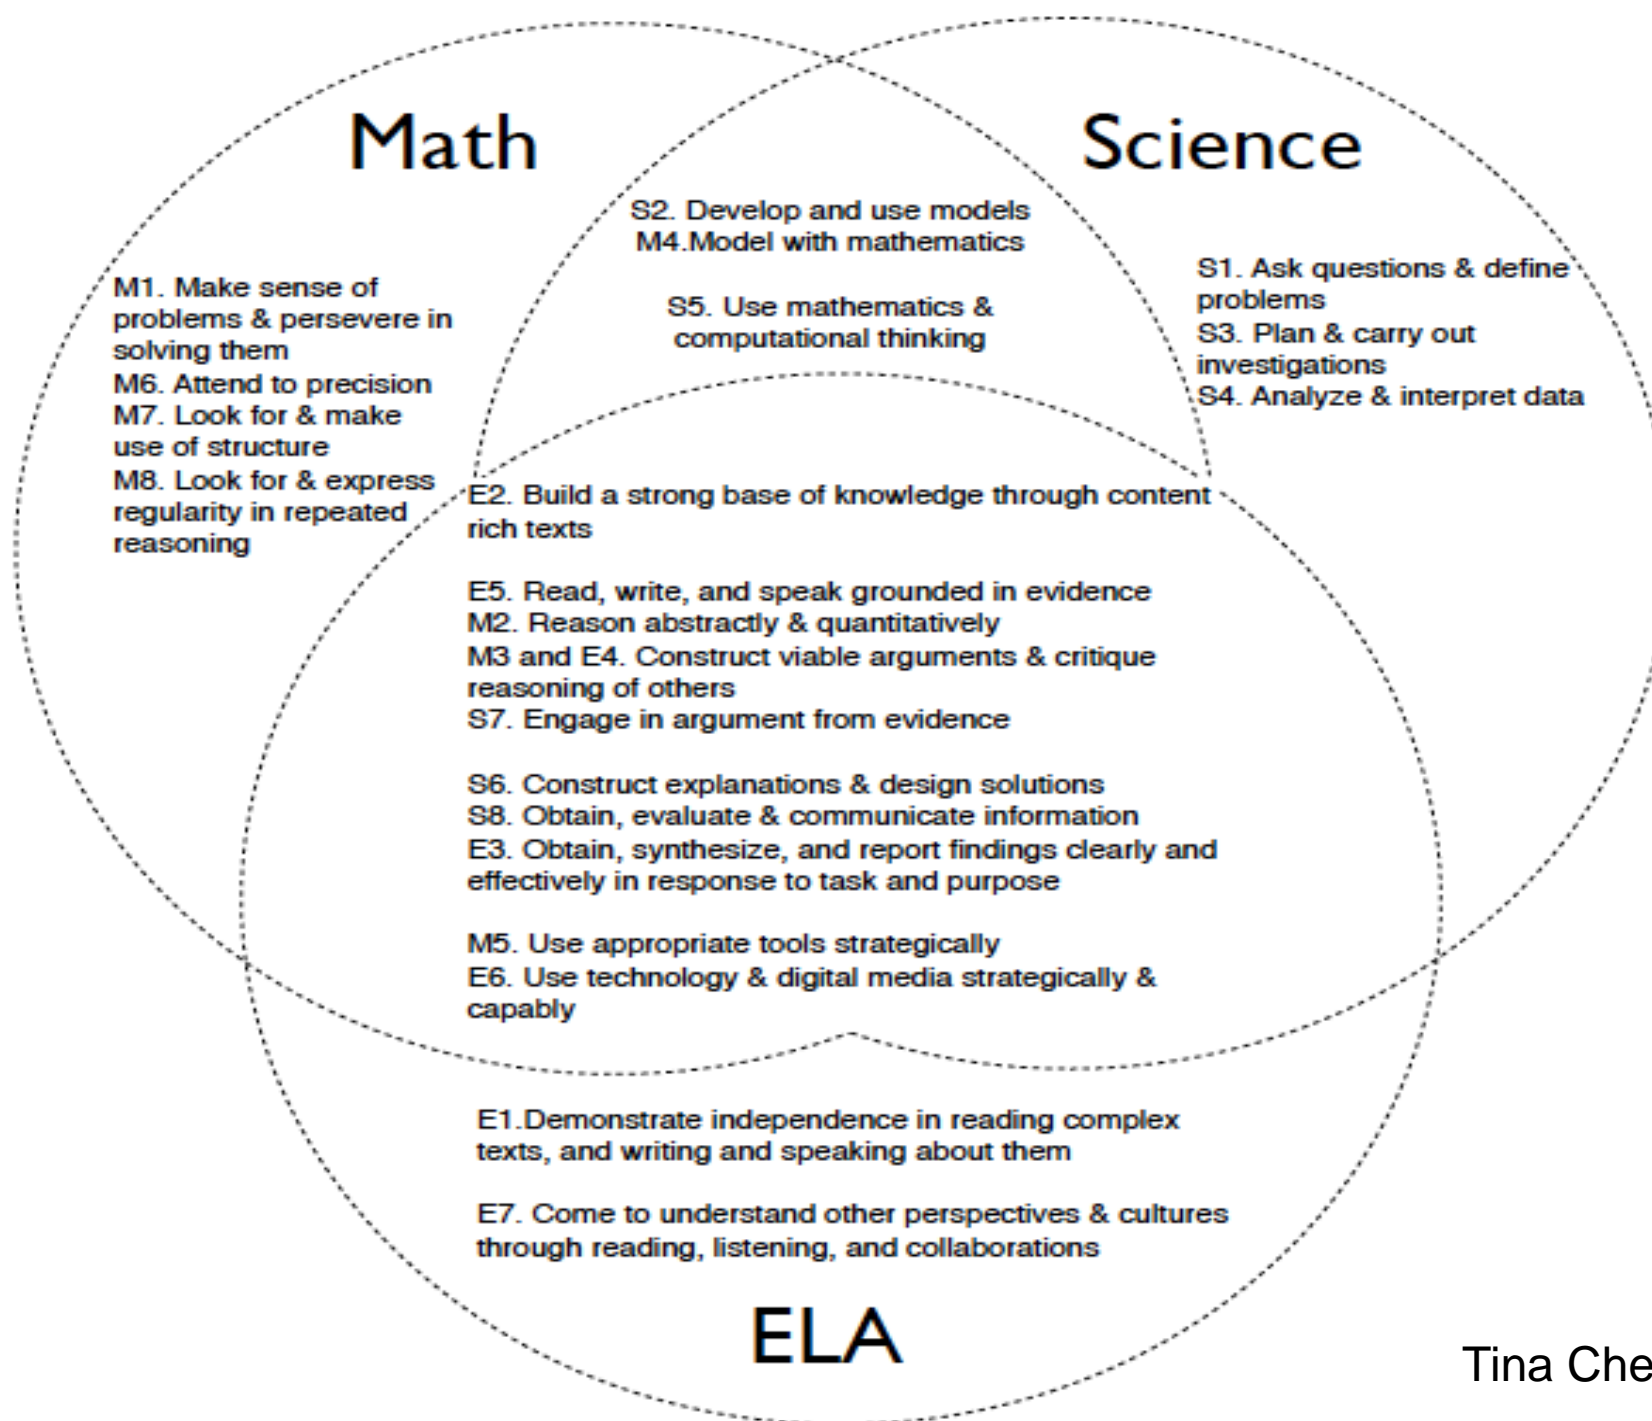 Math
Science
S2. Develop and use models
M4.Model with mathematics
S5. Use mathematics &
computational thinking
M1. Make sense of
problems & persevere in
solving them
M6. Attend to precision
M7. Look for & make
use of structure
M8. Look for & express
regularity in repeated
reasoning
S1. Ask questions & define
problems
S3. Plan & carry out
investigations
S4. Analyze & interpret data
E2. Build a strong base of knowledge through content
rich texts
E5. Read, write, and speak grounded in evidence
M2. Reason abstractly & quantitatively
M3 and E4. Construct viable arguments & critique
reasoning of others
S7. Engage in argument from evidence
S6. Construct explanations & design solutions
S8. Obtain, evaluate & communicate information
E3. Obtain, synthesize, and report findings clearly and
effectively in response to task and purpose
M5. Use appropriate tools strategically
E6. Use technology & digital media strategically &
capably
E1.Demonstrate independence in reading complex
texts, and writing and speaking about them
E7. Come to understand other perspectives & cultures
through reading, listening, and collaborations
ELA
Tina Che